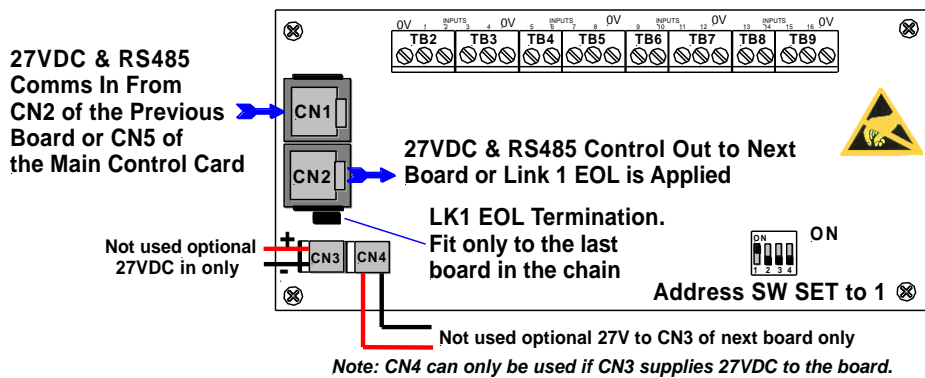 0V 1 INPUTS 2 3 4 0V 5 INPUTS 6 7 8 0V 9 INPUTS 10 11 12 0V 13 14 INPUTS 15 16 0V
TB2 TB3 TB4 TB5 TB6 TB7 TB8 TB9
27VDC & RS485
Comms In From
CN2 of the Previous
Board or CN5 of
the Main Control Card
CN1
CN2
27VDC & RS485 Control Out to Next
Board or Link 1 EOL is Applied
LK1 EOL Termination.
Fit only to the last
board in the chain
Not used optional
27VDC in only
+
-
CN3
CN4
ON
1 2 3 4
ON
Address SW SET to 1
Not used optional 27V to CN3 of next board only
Note: CN4 can only be used if CN3 supplies 27VDC to the board.